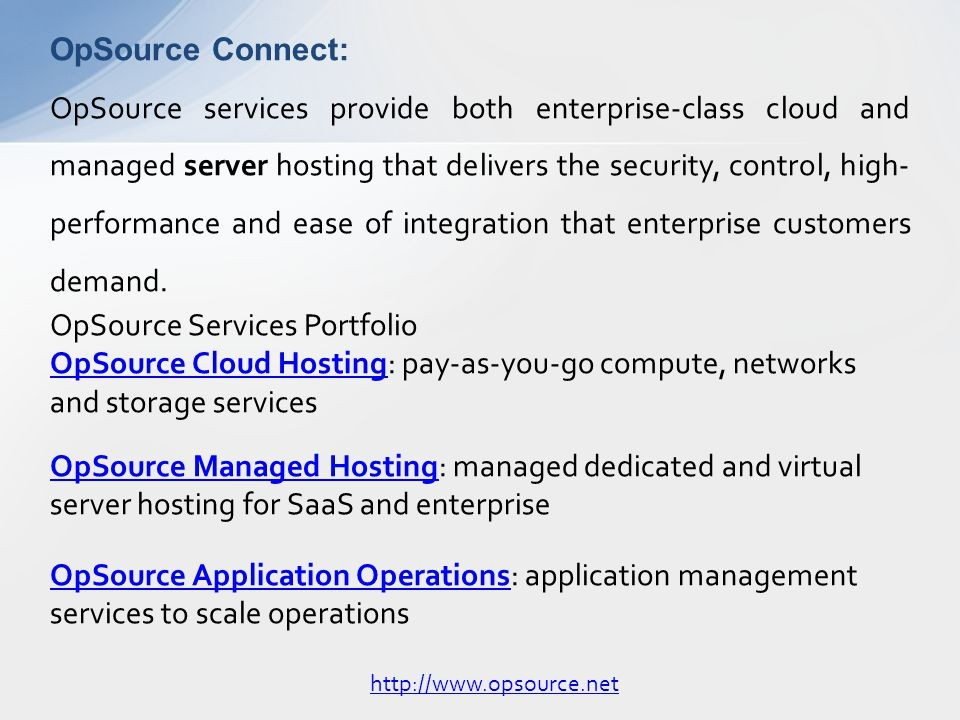 OpSource Connect:
OpSource services provide both enterprise-class cloud and
managed server hosting that delivers the security, control, high-
performance and ease of integration that enterprise customers
demand.
OpSource Services Portfolio
OpSource Cloud Hosting: pay-as-you-go compute, networks
and storage services
OpSource Managed Hosting: managed dedicated and virtual
server hosting for SaaS and enterprise
OpSource Application Operations: application management
services to scale operations
http://www.opsource.net